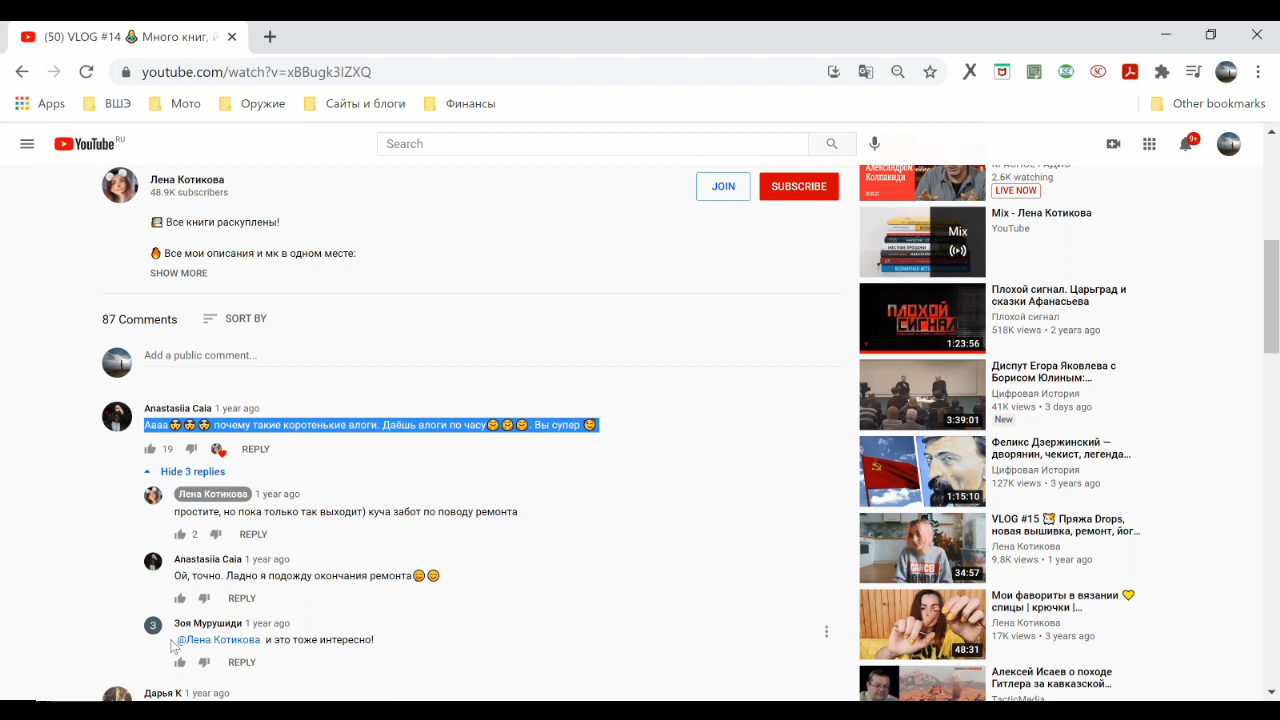 (50) VLOG #14 🤱 Много книг, й
youtube.com/watch?v=xBBugk3IZXQ
Apps ВШЭ Мото Оружие Сайты и блоги Финансы Other bookmarks
YouTube RU
Search
9+
Лена Котикова
48.9K subscribers
JOIN
SUBSCRIBE
📗 Все книги раскуплены!
🔥 Все мои описания и мк в одном месте:
SHOW MORE
87 Comments
SORT BY
Add a public comment...
Anastasiia Caia 1 year ago
Аааа почему такие коротенькие влоги. Даёшь влоги по часу🤗🤗🤗. Вы супер 🥰
19
REPLY
Hide 3 replies
Лена Котикова 1 year ago
простите, но пока только так выходит) куча забот по поводу ремонта
2
REPLY
Anastasiia Caia 1 year ago
Ой, точно. Ладно я подожду окончания ремонта😊😊
REPLY
З
Зоя Мурушиди 1 year ago
@Лена Котикова и это тоже интересно!
REPLY
Дарья К 1 year ago
Александром
Колпакиди
2.6K watching
LIVE NOW
Mix
Mix - Лена Котикова
YouTube
ПЛОХОЙ
СИГНАЛ
1:23:56
Плохой сигнал. Царьград и
сказки Афанасьева
Плохой сигнал
518K views • 2 years ago
3:39:01
Диспут Егора Яковлева с
Борисом Юлиным:...
Цифровая История
41K views • 3 days ago
New
1:15:10
Феликс Дзержинский —
дворянин, чекист, легенда...
Цифровая История
127K views • 3 years ago
CANCEL
34:57
VLOG #15 🐯 Пряжа Drops,
новая вышивка, ремонт, йог...
Лена Котикова
9.8K views • 1 year ago
48:31
Мои фавориты в вязании 💛
спицы | крючки |...
Лена Котикова
17K views • 3 years ago
Алексей Исаев о походе
Гитлера за кавказской...
TacticMedia